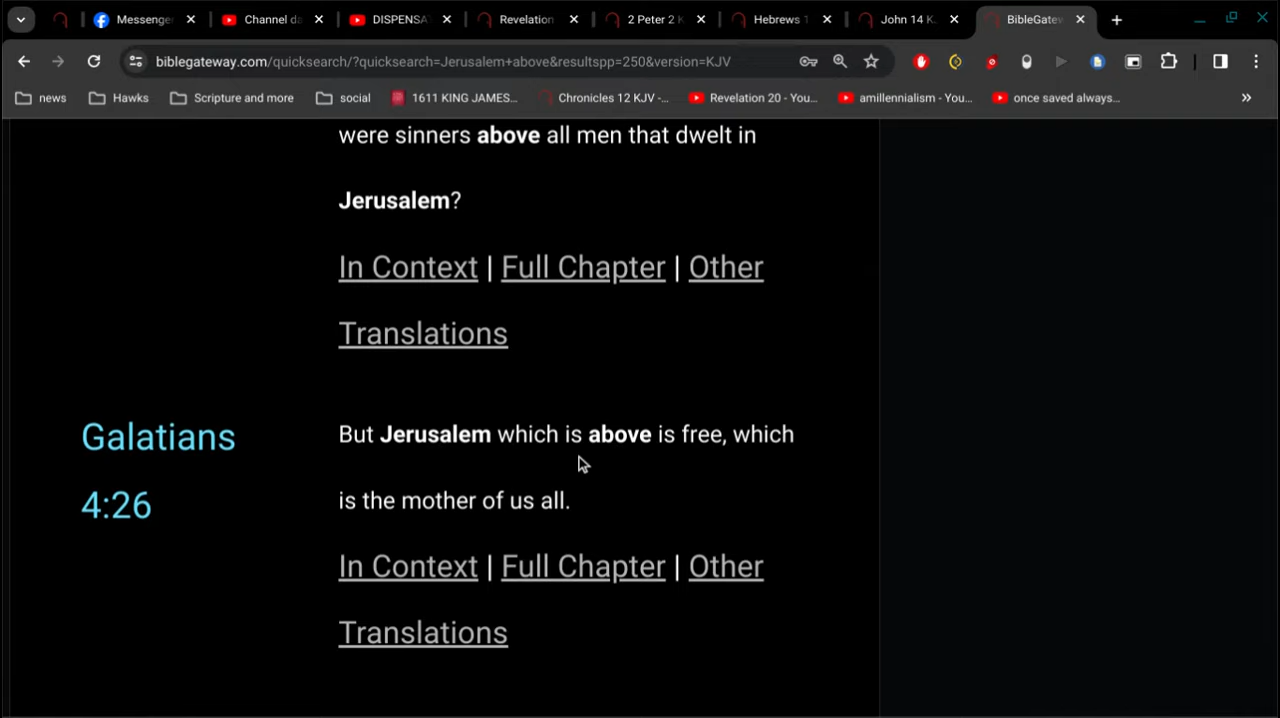 Messenge
Channel da
DISPENSA
Revelation
2 Peter 2 K
Hebrews 1
John 14 K
BibleGatew
biblegateway.com/quicksearch/?quicksearch=Jerusalem+above&resultspp=250&version=KJV
news
Hawks
Scripture and more
social
1611 KING JAMES...
Chronicles 12 KJV -...
Revelation 20 - You...
amillennialism - You...
once saved always...
were sinners above all men that dwelt in
Jerusalem?
In Context | Full Chapter | Other
Translations
Galatians
4:26
But Jerusalem which is above is free, which
is the mother of us all.
In Context | Full Chapter | Other
Translations